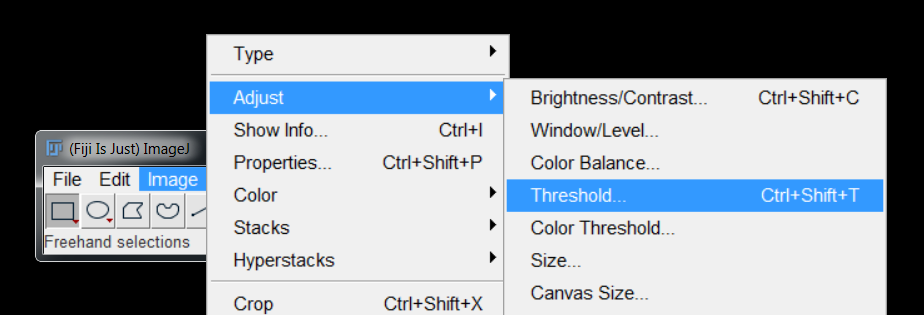 (Fiji Is Just) ImageJ
File Edit Image
Freehand selections
Type
Adjust
Show Info... Ctrl+I
Properties... Ctrl+Shift+P
Color
Stacks
Hyperstacks
Crop Ctrl+Shift+X
Brightness/Contrast... Ctrl+Shift+C
Window/Level...
Color Balance...
Threshold... Ctrl+Shift+T
Color Threshold...
Size...
Canvas Size...